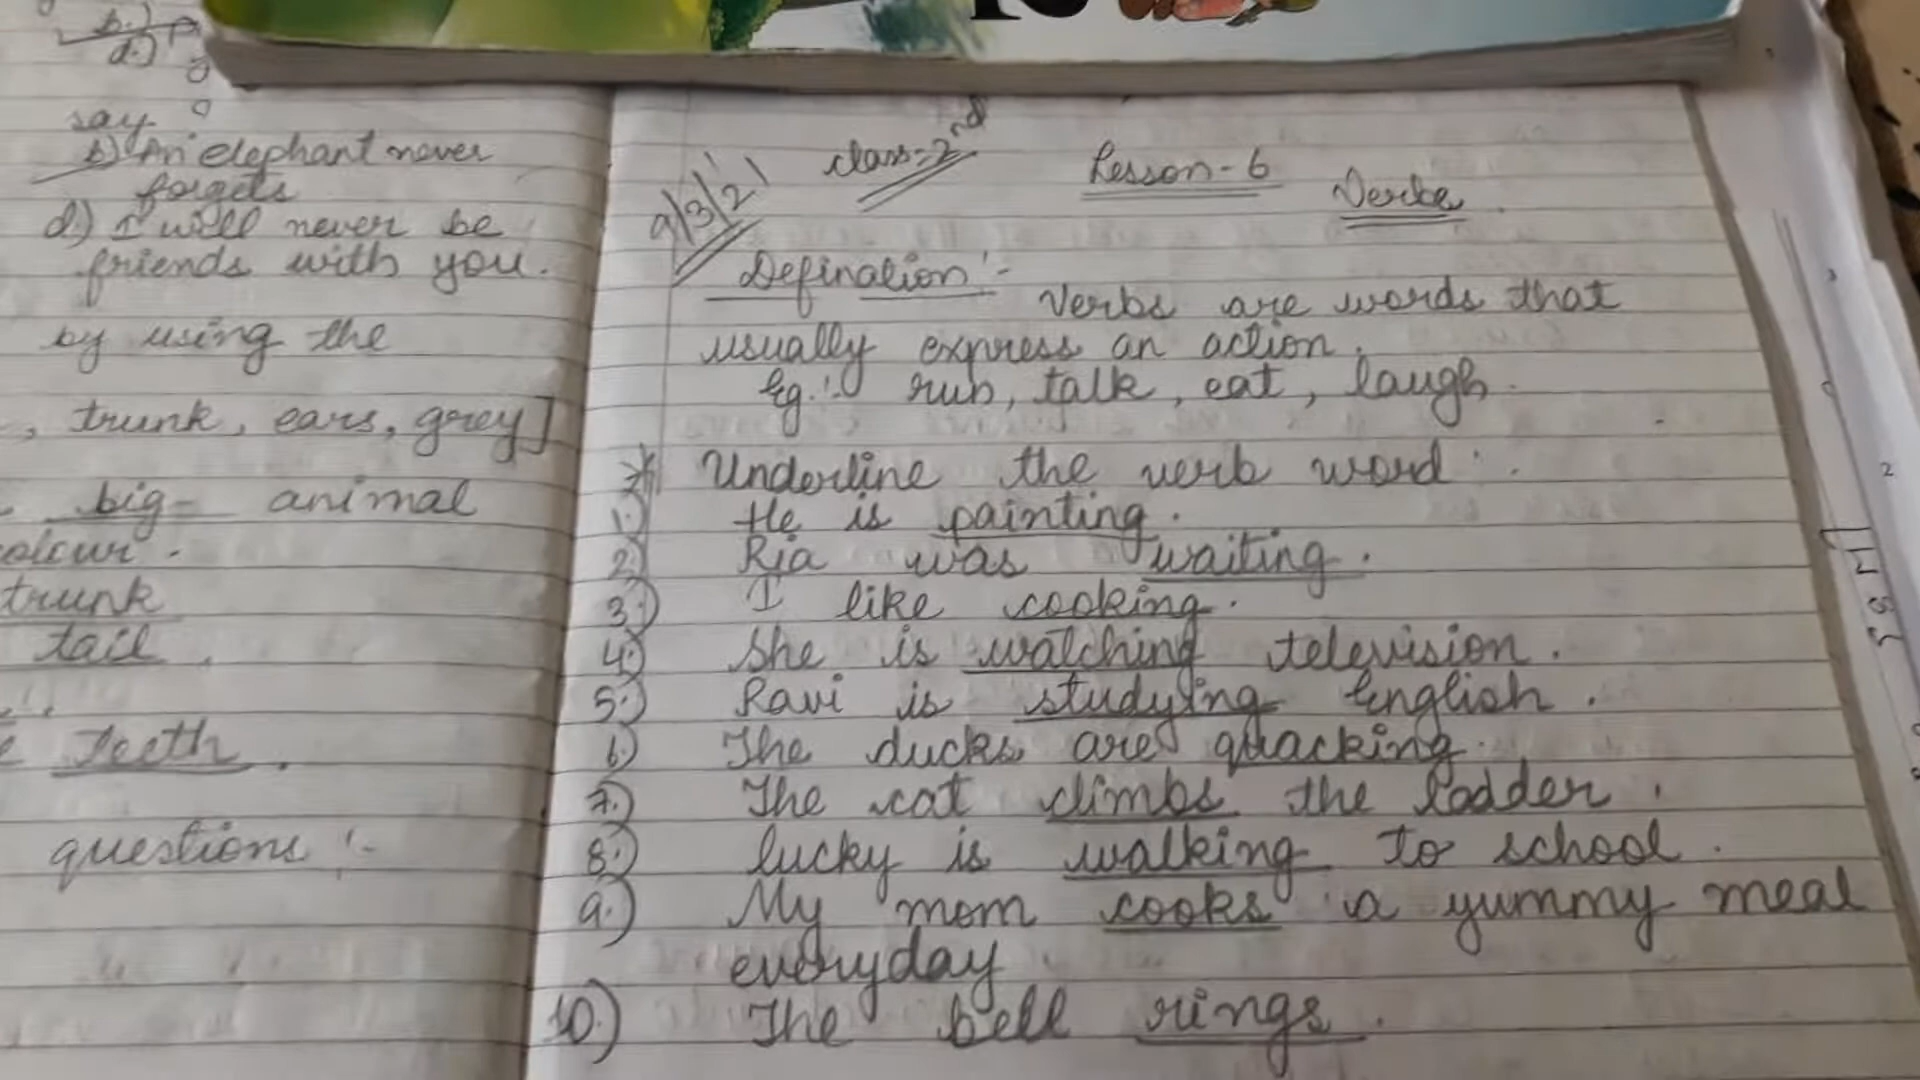 say
b) An elephant never
forgets
d.) I will never be
friends with you.
by using the
, trunk, ears, grey]
big animal
trunk
tail
teeth.
questions :-
9/3/21
class-2nd
Lesson-6
Verbs
Defination:-
Verbs are words that
usually express an action.
Eg:- run, talk, eat, laugh.
* Underline the verb word:.
1.) He is painting.
2.) Ria was waiting.
3.) I like cooking.
4.) She is watching television.
5.) Ravi is studying English.
6.) The ducks are quacking.
7.) The cat climbs the ladder.
8.) lucky is walking to school.
9.) My mom cooks a yummy meal
everyday.
10.) The bell rings.